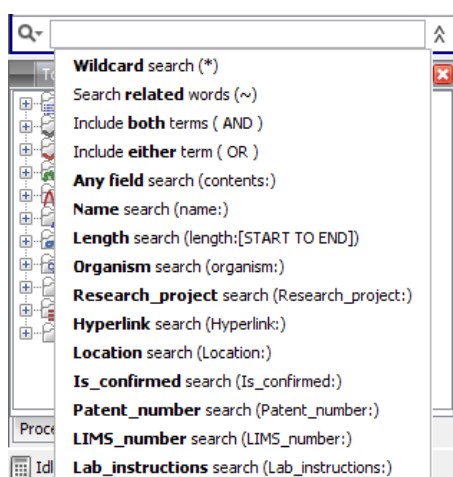 Wildcard search (*)
To
Search related words (~)
Include both terms ( AND )
Include either term ( OR )
Any field search (contents:)
Name search (name:)
Length search (length:[START TO END])
Organism search (organism:)
Research_project search (Research_project:)
Hyperlink search (Hyperlink:)
Location search (Location:)
Is_confirmed search (Is_confirmed:)
Patent_number search (Patent_number:)
Proce
LIMS_number search (LIMS_number:)
Idl
Lab_instructions search (Lab_instructions:)